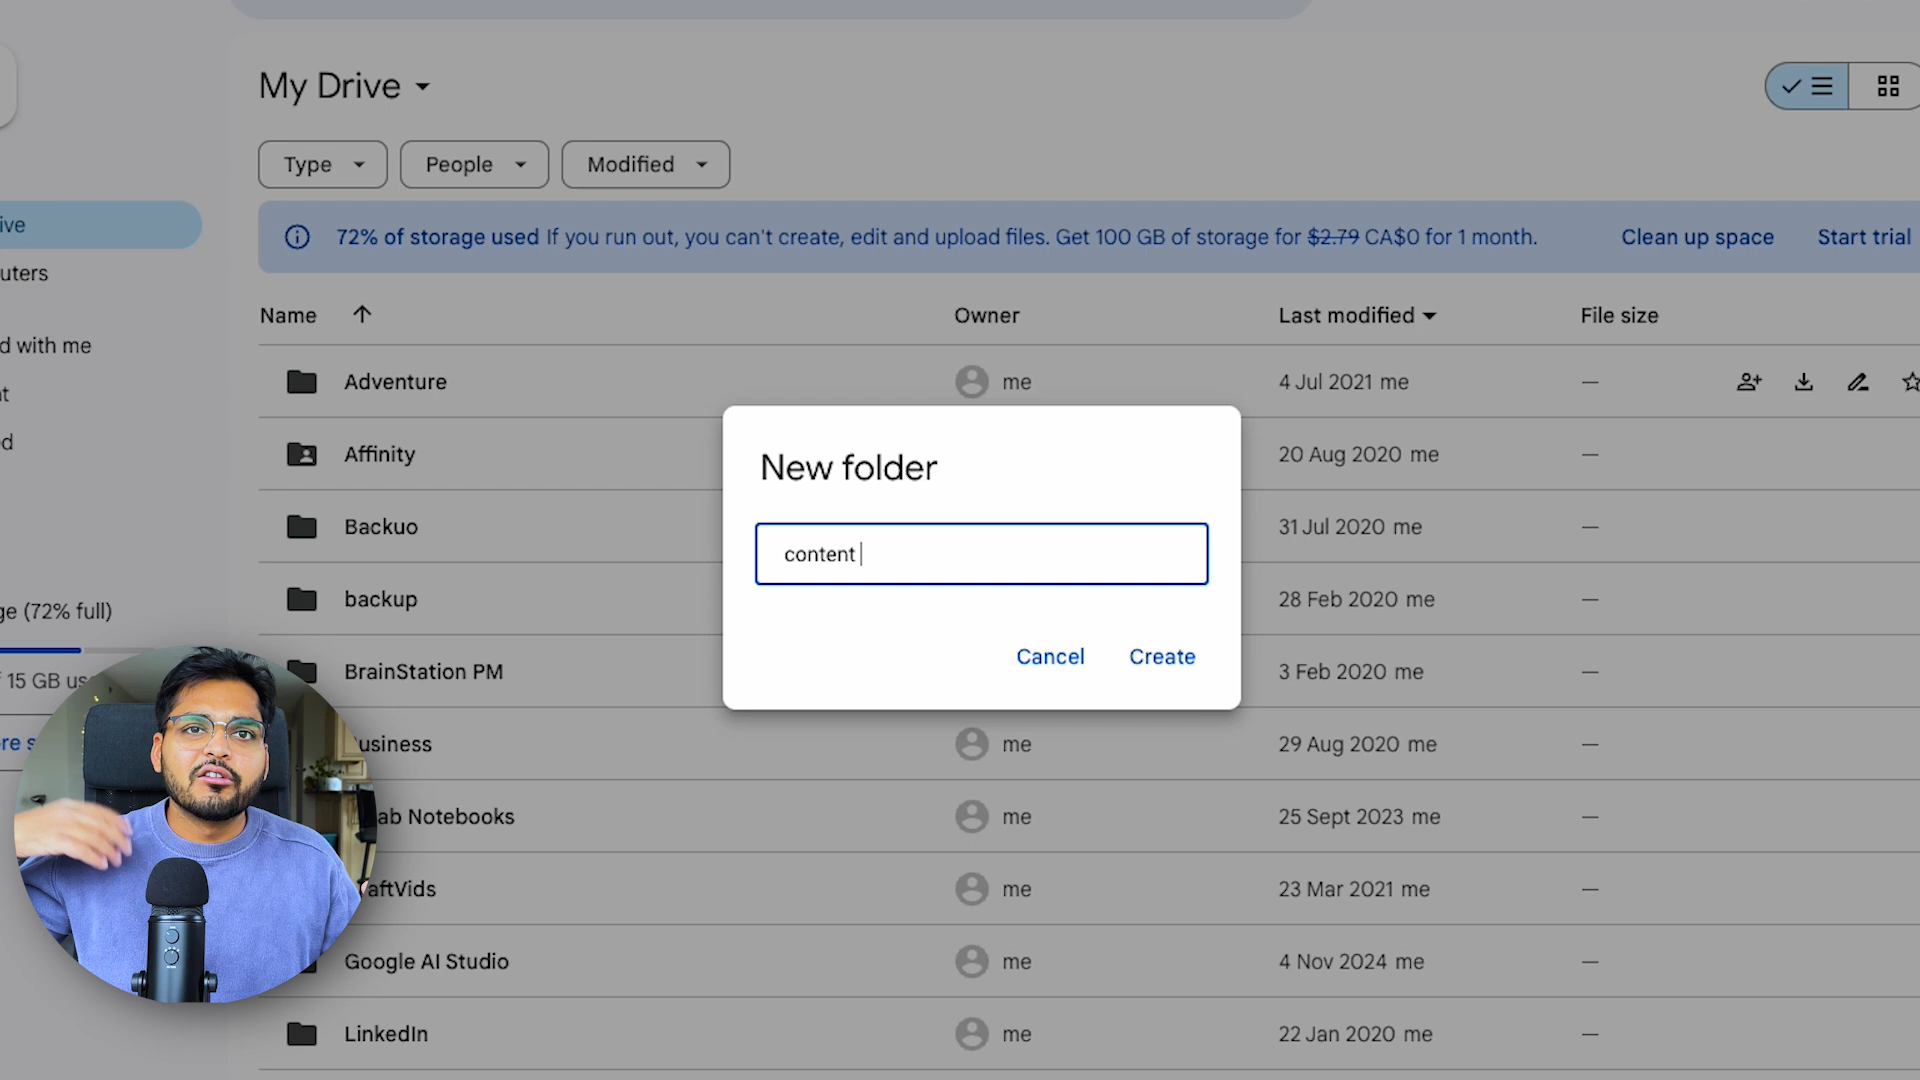 My Drive
Type
People
Modified
72% of storage used If you run out, you can't create, edit and upload files. Get 100 GB of storage for $2.79 CA$0 for 1 month.
Clean up space
Start trial
ive
uters
d with me
t
ed
ge (72% full)
15 GB us
re s
Name
Owner
Last modified
File size
Adventure
me
4 Jul 2021 me
—
Affinity
20 Aug 2020 me
—
Backuo
31 Jul 2020 me
—
backup
28 Feb 2020 me
—
BrainStation PM
3 Feb 2020 me
—
New folder
content
Cancel
Create
usiness
me
29 Aug 2020 me
—
ab Notebooks
me
25 Sept 2023 me
—
aftVids
me
23 Mar 2021 me
—
Google AI Studio
me
4 Nov 2024 me
—
LinkedIn
me
22 Jan 2020 me
—